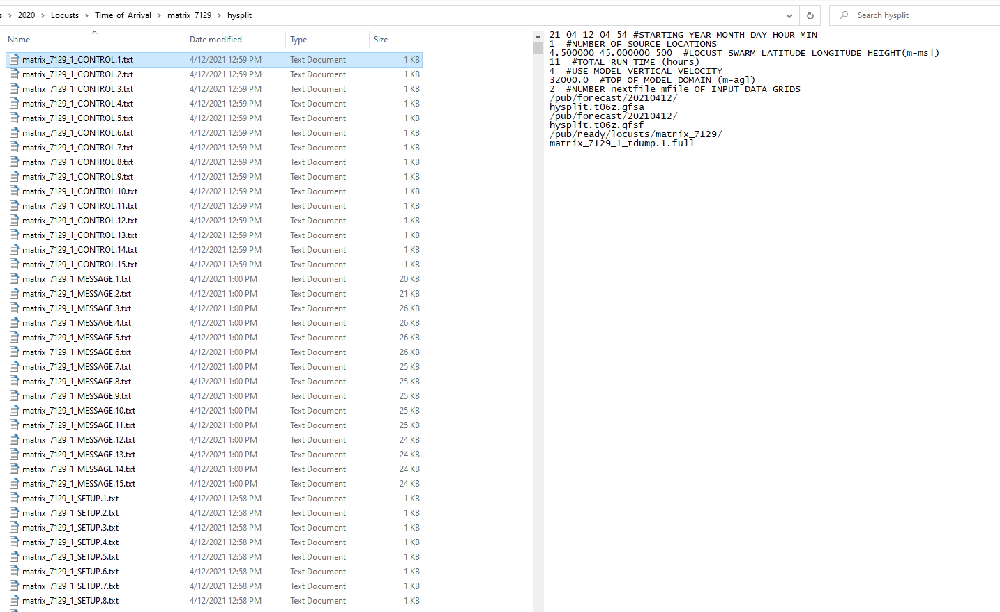 s > 2020 > Locusts > Time_of_Arrival > matrix_7129 > hysplit
Search hysplit
Name Date modified Type Size
matrix_7129_1_CONTROL.1.txt 4/12/2021 12:59 PM Text Document 1 KB
matrix_7129_1_CONTROL.2.txt 4/12/2021 12:59 PM Text Document 1 KB
matrix_7129_1_CONTROL.3.txt 4/12/2021 12:59 PM Text Document 1 KB
matrix_7129_1_CONTROL.4.txt 4/12/2021 12:59 PM Text Document 1 KB
matrix_7129_1_CONTROL.5.txt 4/12/2021 12:59 PM Text Document 1 KB
matrix_7129_1_CONTROL.6.txt 4/12/2021 12:59 PM Text Document 1 KB
matrix_7129_1_CONTROL.7.txt 4/12/2021 12:59 PM Text Document 1 KB
matrix_7129_1_CONTROL.8.txt 4/12/2021 12:59 PM Text Document 1 KB
matrix_7129_1_CONTROL.9.txt 4/12/2021 12:59 PM Text Document 1 KB
matrix_7129_1_CONTROL.10.txt 4/12/2021 12:59 PM Text Document 1 KB
matrix_7129_1_CONTROL.11.txt 4/12/2021 12:59 PM Text Document 1 KB
matrix_7129_1_CONTROL.12.txt 4/12/2021 12:59 PM Text Document 1 KB
matrix_7129_1_CONTROL.13.txt 4/12/2021 12:59 PM Text Document 1 KB
matrix_7129_1_CONTROL.14.txt 4/12/2021 12:59 PM Text Document 1 KB
matrix_7129_1_CONTROL.15.txt 4/12/2021 12:59 PM Text Document 1 KB
matrix_7129_1_MESSAGE.1.txt 4/12/2021 1:00 PM Text Document 20 KB
matrix_7129_1_MESSAGE.2.txt 4/12/2021 1:00 PM Text Document 21 KB
matrix_7129_1_MESSAGE.3.txt 4/12/2021 1:00 PM Text Document 26 KB
matrix_7129_1_MESSAGE.4.txt 4/12/2021 1:00 PM Text Document 26 KB
matrix_7129_1_MESSAGE.5.txt 4/12/2021 1:00 PM Text Document 26 KB
matrix_7129_1_MESSAGE.6.txt 4/12/2021 1:00 PM Text Document 26 KB
matrix_7129_1_MESSAGE.7.txt 4/12/2021 1:00 PM Text Document 25 KB
matrix_7129_1_MESSAGE.8.txt 4/12/2021 1:00 PM Text Document 25 KB
matrix_7129_1_MESSAGE.9.txt 4/12/2021 1:00 PM Text Document 25 KB
matrix_7129_1_MESSAGE.10.txt 4/12/2021 1:00 PM Text Document 25 KB
matrix_7129_1_MESSAGE.11.txt 4/12/2021 1:00 PM Text Document 25 KB
matrix_7129_1_MESSAGE.12.txt 4/12/2021 1:00 PM Text Document 24 KB
matrix_7129_1_MESSAGE.13.txt 4/12/2021 1:00 PM Text Document 24 KB
matrix_7129_1_MESSAGE.14.txt 4/12/2021 1:00 PM Text Document 24 KB
matrix_7129_1_MESSAGE.15.txt 4/12/2021 1:00 PM Text Document 24 KB
matrix_7129_1_SETUP.1.txt 4/12/2021 12:58 PM Text Document 1 KB
matrix_7129_1_SETUP.2.txt 4/12/2021 12:58 PM Text Document 1 KB
matrix_7129_1_SETUP.3.txt 4/12/2021 12:58 PM Text Document 1 KB
matrix_7129_1_SETUP.4.txt 4/12/2021 12:58 PM Text Document 1 KB
matrix_7129_1_SETUP.5.txt 4/12/2021 12:58 PM Text Document 1 KB
matrix_7129_1_SETUP.6.txt 4/12/2021 12:58 PM Text Document 1 KB
matrix_7129_1_SETUP.7.txt 4/12/2021 12:58 PM Text Document 1 KB
matrix_7129_1_SETUP.8.txt 4/12/2021 12:58 PM Text Document 1 KB
21 04 12 04 54 #STARTING YEAR MONTH DAY HOUR MIN
1 #NUMBER OF SOURCE LOCATIONS
4.500000 45.000000 500 #LOCUST SWARM LATITUDE LONGITUDE HEIGHT(m-msl)
11 #TOTAL RUN TIME (hours)
4 #USE MODEL VERTICAL VELOCITY
32000.0 #TOP OF MODEL DOMAIN (m-agl)
2 #NUMBER nextfile mfile OF INPUT DATA GRIDS
/pub/forecast/20210412/
hysplit.t06z.gfsa
/pub/forecast/20210412/
hysplit.t06z.gfsf
/pub/ready/locusts/matrix_7129/
matrix_7129_1_tdump.1.full